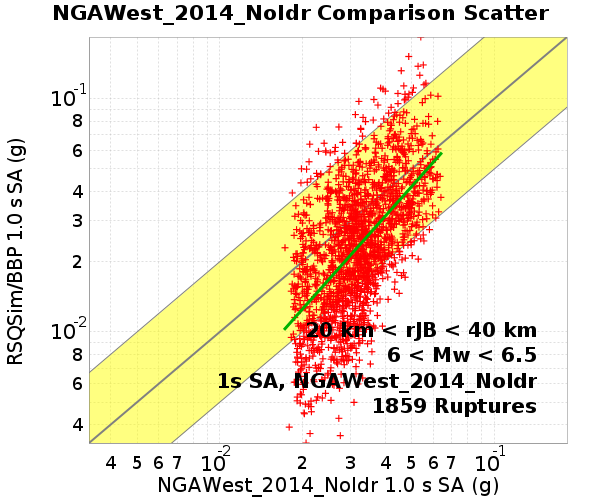 NGAWest_2014_NoIdr Comparison Scatter
RSQSim/BBP 1.0 s SA (g)
10-1
8
6
4
3
2
10-2
8
6
4
20 km < rJB < 40 km
6 < Mw < 6.5
1s SA, NGAWest_2014_NoIdr
1859 Ruptures
4 5 6 7 10-2 2 3 4 5 6 7 10-1
NGAWest_2014_NoIdr 1.0 s SA (g)